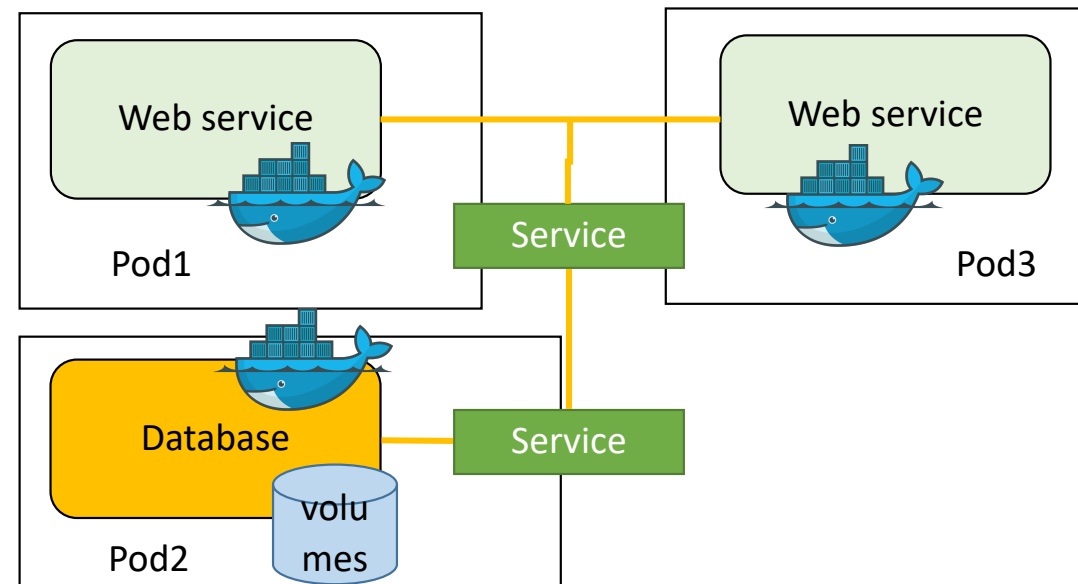 Web service
Pod1
Web service
Pod3
Service
Database
volu
mes
Pod2
Service